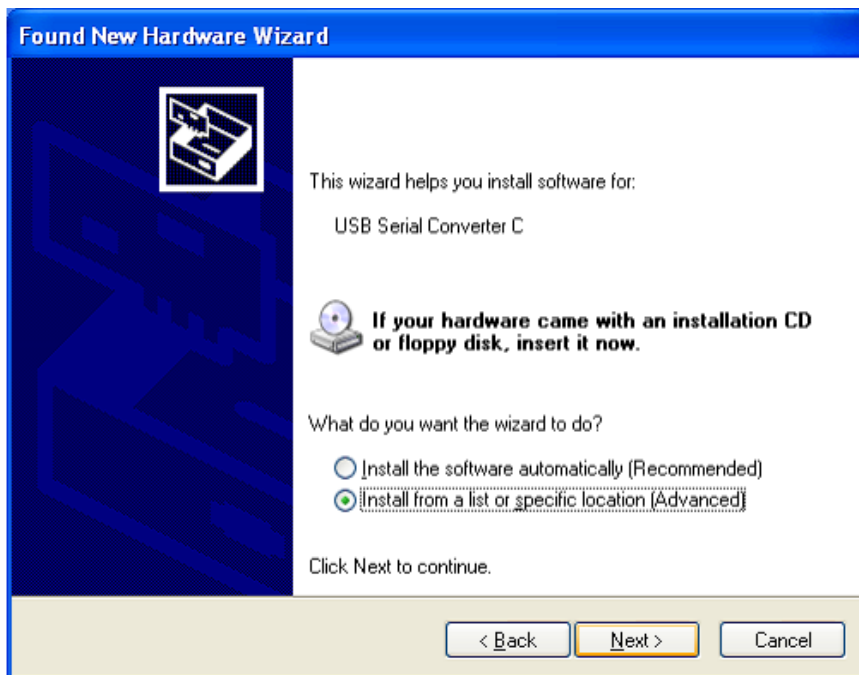 Found New Hardware Wizard
This wizard helps you install software for:
USB Serial Converter C
If your hardware came with an installation CD
or floppy disk, insert it now.
What do you want the wizard to do?
Install the software automatically (Recommended)
Install from a list or specific location (Advanced)
Click Next to continue.
< Back Next > Cancel